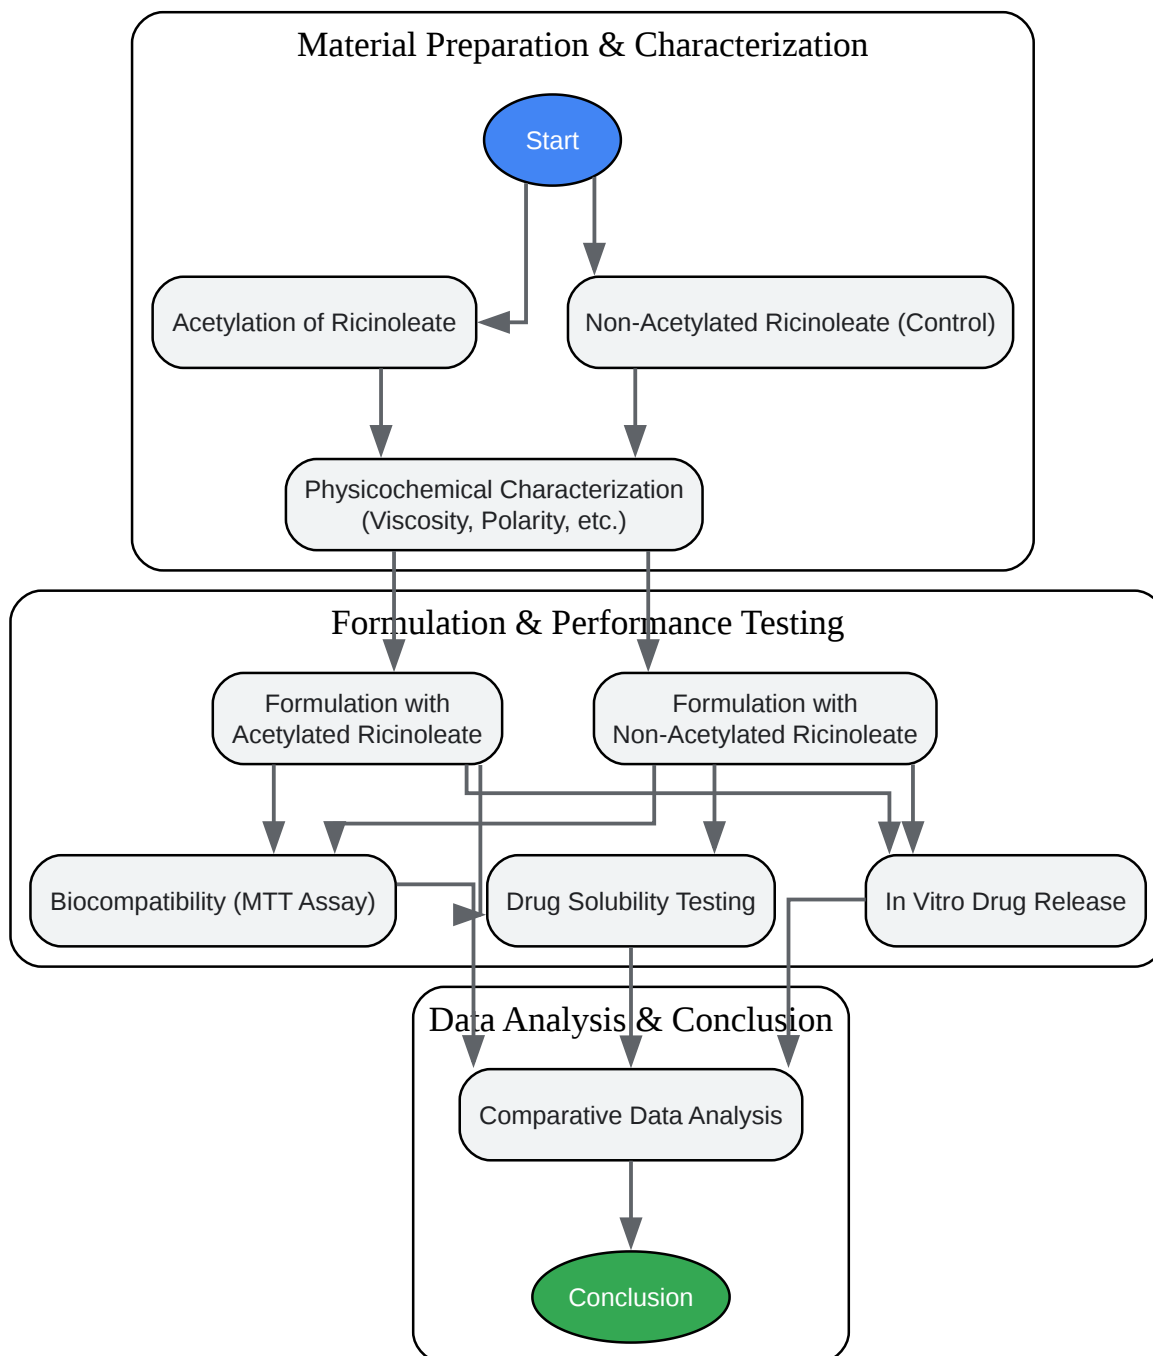 Material Preparation & Characterization
Start
Acetylation of Ricinoleate
Non-Acetylated Ricinoleate (Control)
Physicochemical Characterization
(Viscosity, Polarity, etc.)
Formulation & Performance Testing
Formulation with
Acetylated Ricinoleate
Formulation with
Non-Acetylated Ricinoleate
Biocompatibility (MTT Assay)
Drug Solubility Testing
In Vitro Drug Release
Data Analysis & Conclusion
Comparative Data Analysis
Conclusion